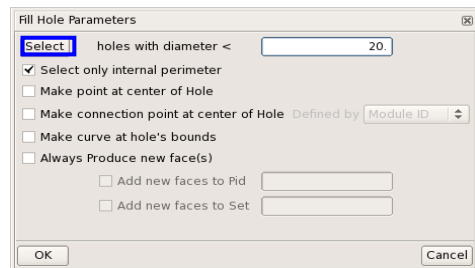 Fill Hole Parameters
Select holes with diameter < 20.
Select only internal perimeter
Make point at center of Hole
Make connection point at center of Hole Defined by Module ID
Make curve at hole's bounds
Always Produce new face(s)
Add new faces to Pid
Add new faces to Set
OK Cancel